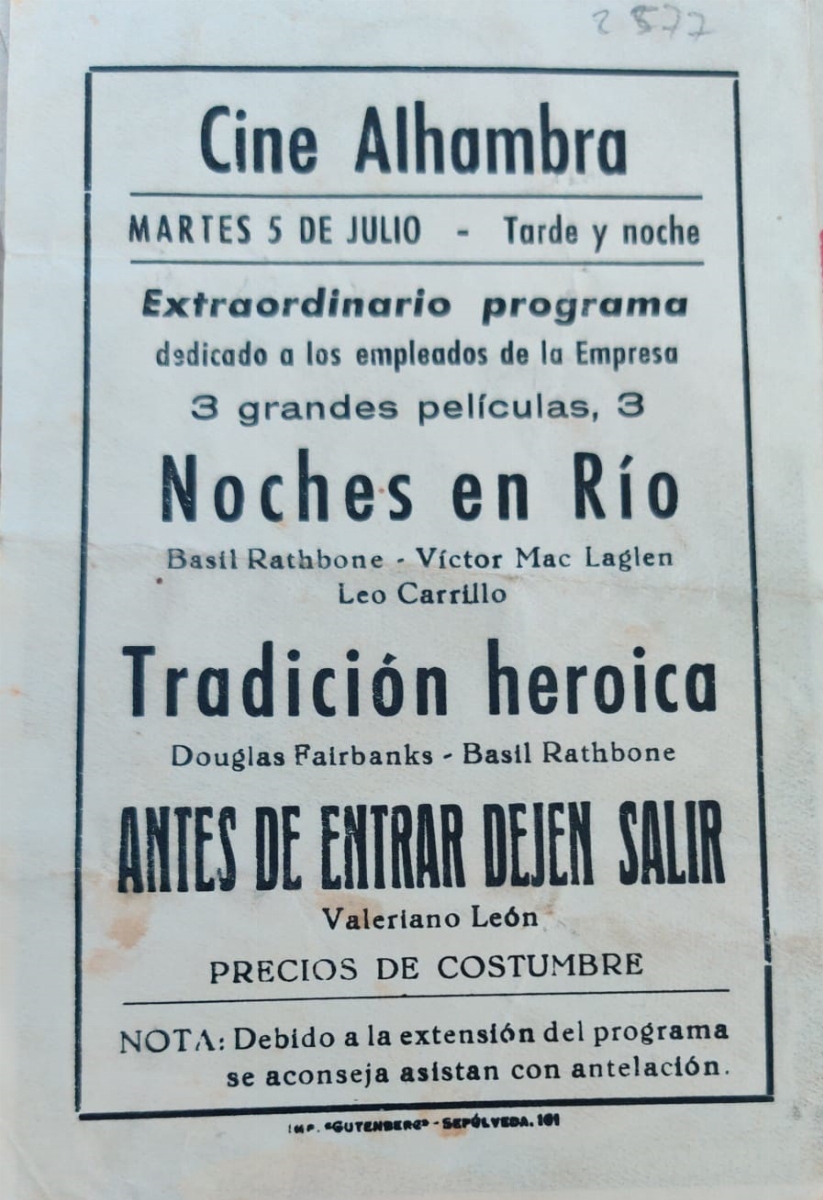 2 577
Cine Alhambra
MARTES 5 DE JULIO - Tarde y noche
Extraordinario programa
dedicado a los empleados de la Empresa
3 grandes películas, 3
Noches en Río
Basil Rathbone - Víctor Mac Laglen
Leo Carrillo
Tradición heroica
Douglas Fairbanks - Basil Rathbone
ANTES DE ENTRAR DEJEN SALIR
Valeriano León
PRECIOS DE COSTUMBRE
NOTA: Debido a la extensión del programa
se aconseja asistan con antelación.
IMP. "GUTENBERG" - SEPÚLVEDA. 161